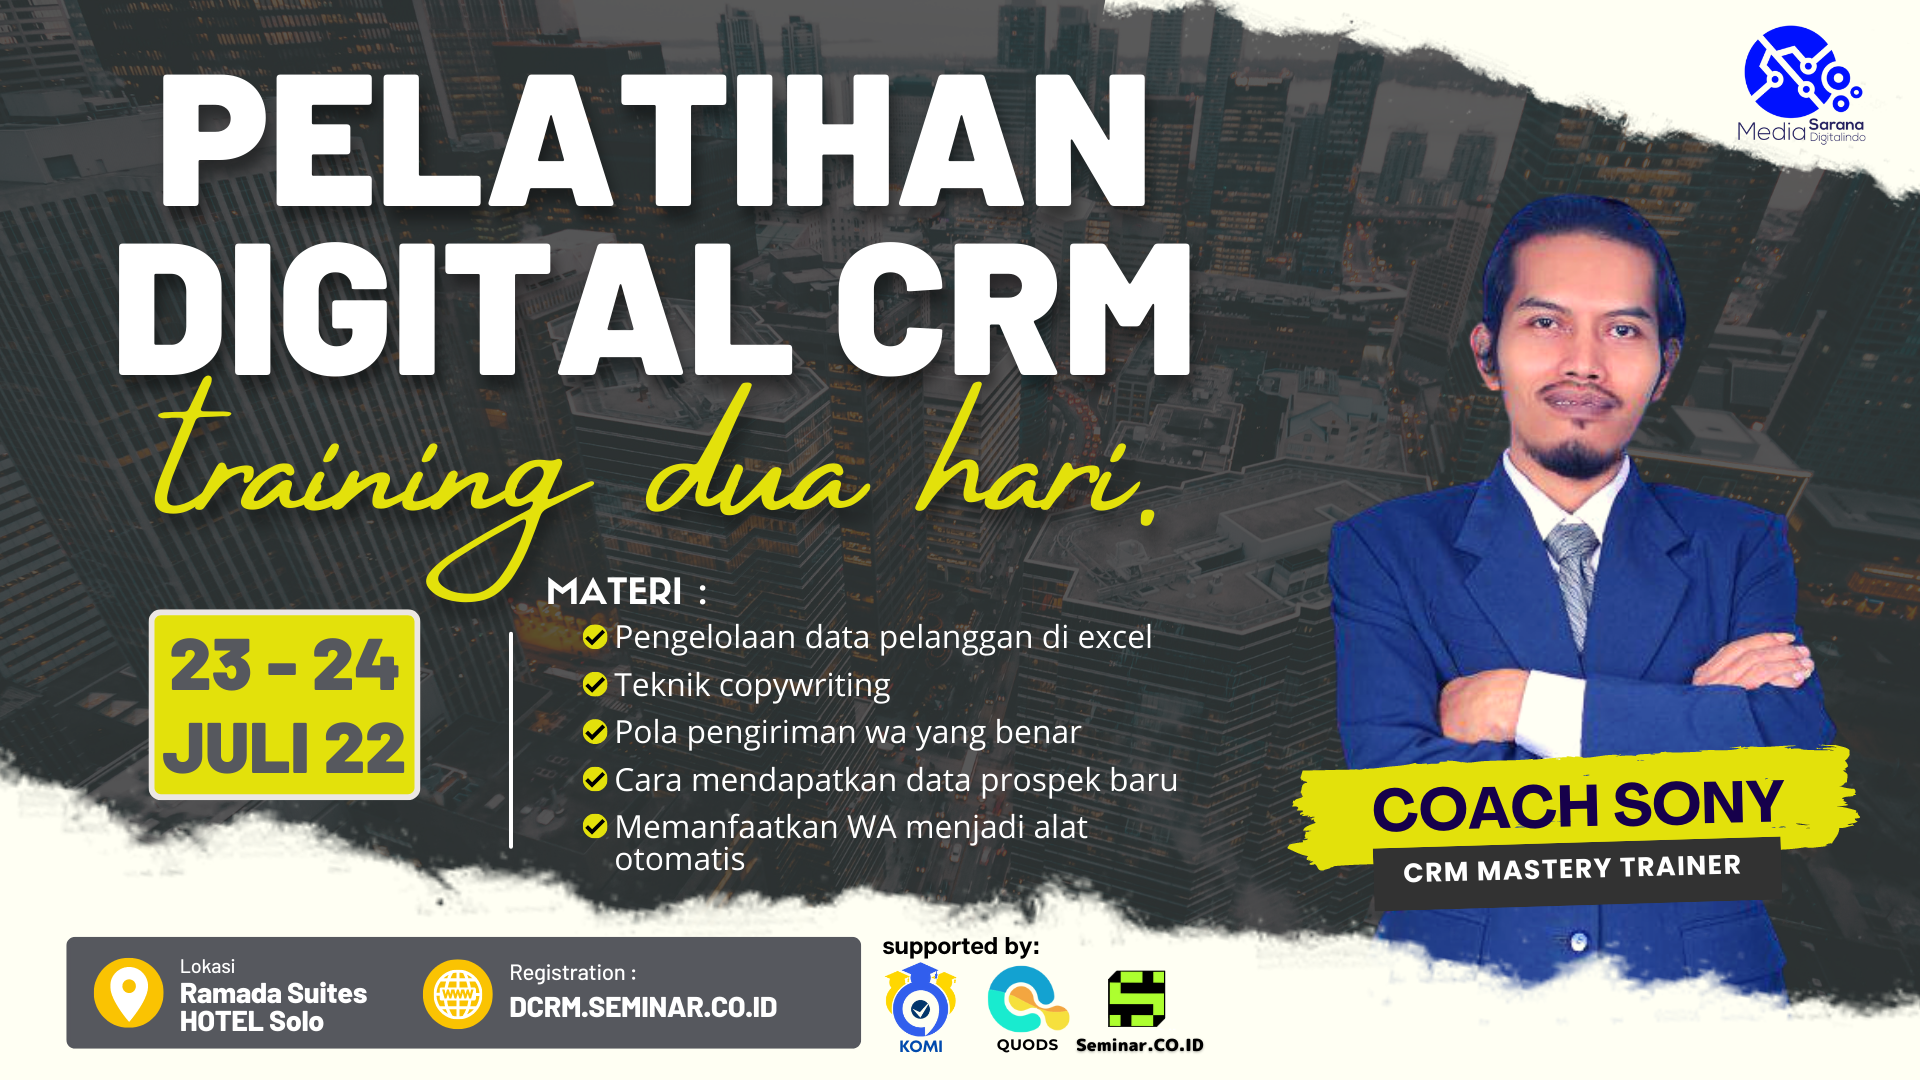 PELATIHAN
DIGITAL CRM
training dua hari.
Media Sarana
Digitalindo
23 - 24
JULI 22
MATERI :
Pengelolaan data pelanggan di excel
Teknik copywriting
Pola pengiriman wa yang benar
Cara mendapatkan data prospek baru
Memanfaatkan WA menjadi alat
otomatis
COACH SONY
CRM MASTERY TRAINER
Lokasi
Ramada Suites
HOTEL Solo
www
Registration :
DCRM.SEMINAR.CO.ID
supported by:
KOMI
QUODS
Seminar.CO.ID